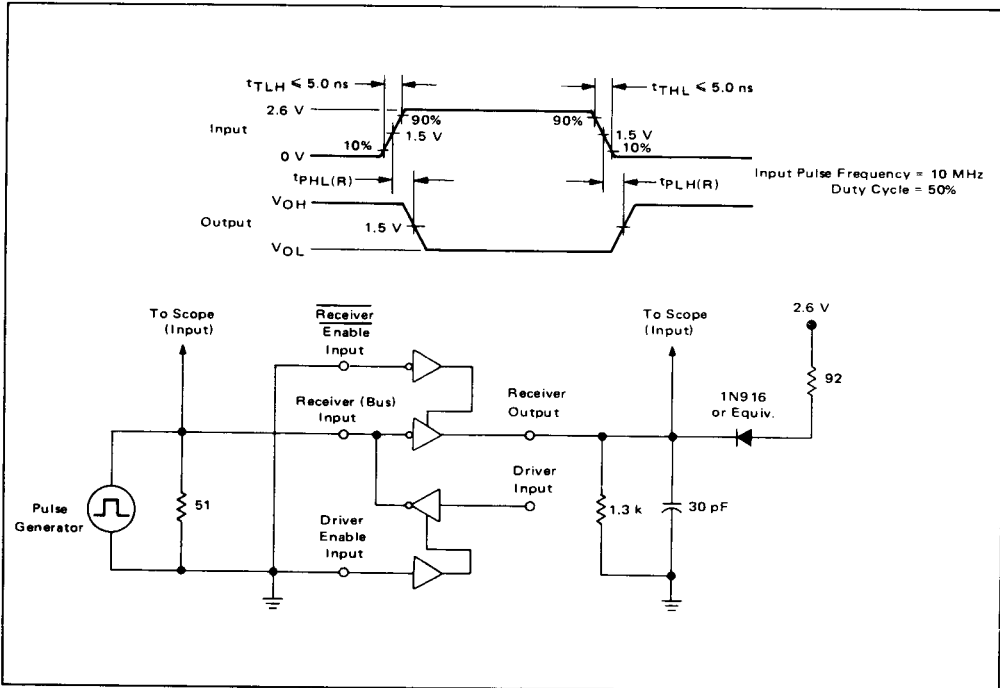 tTLH ≤ 5.0 ns
tTHL ≤ 5.0 ns
2.6 V
90%
90%
Input
1.5 V
1.5 V
10%
10%
0 V
Input Pulse Frequency = 10 MHz
Duty Cycle = 50%
tPHL(R)
tPLH(R)
VOH
Output
1.5 V
VOL
To Scope
(Input)
Receiver
Enable
Input
To Scope
(Input)
2.6 V
92
Receiver (Bus)
Input
Receiver
Output
1N916
or Equiv.
Pulse
Generator
51
Driver
Input
Driver
Enable
Input
1.3 k
30 pF